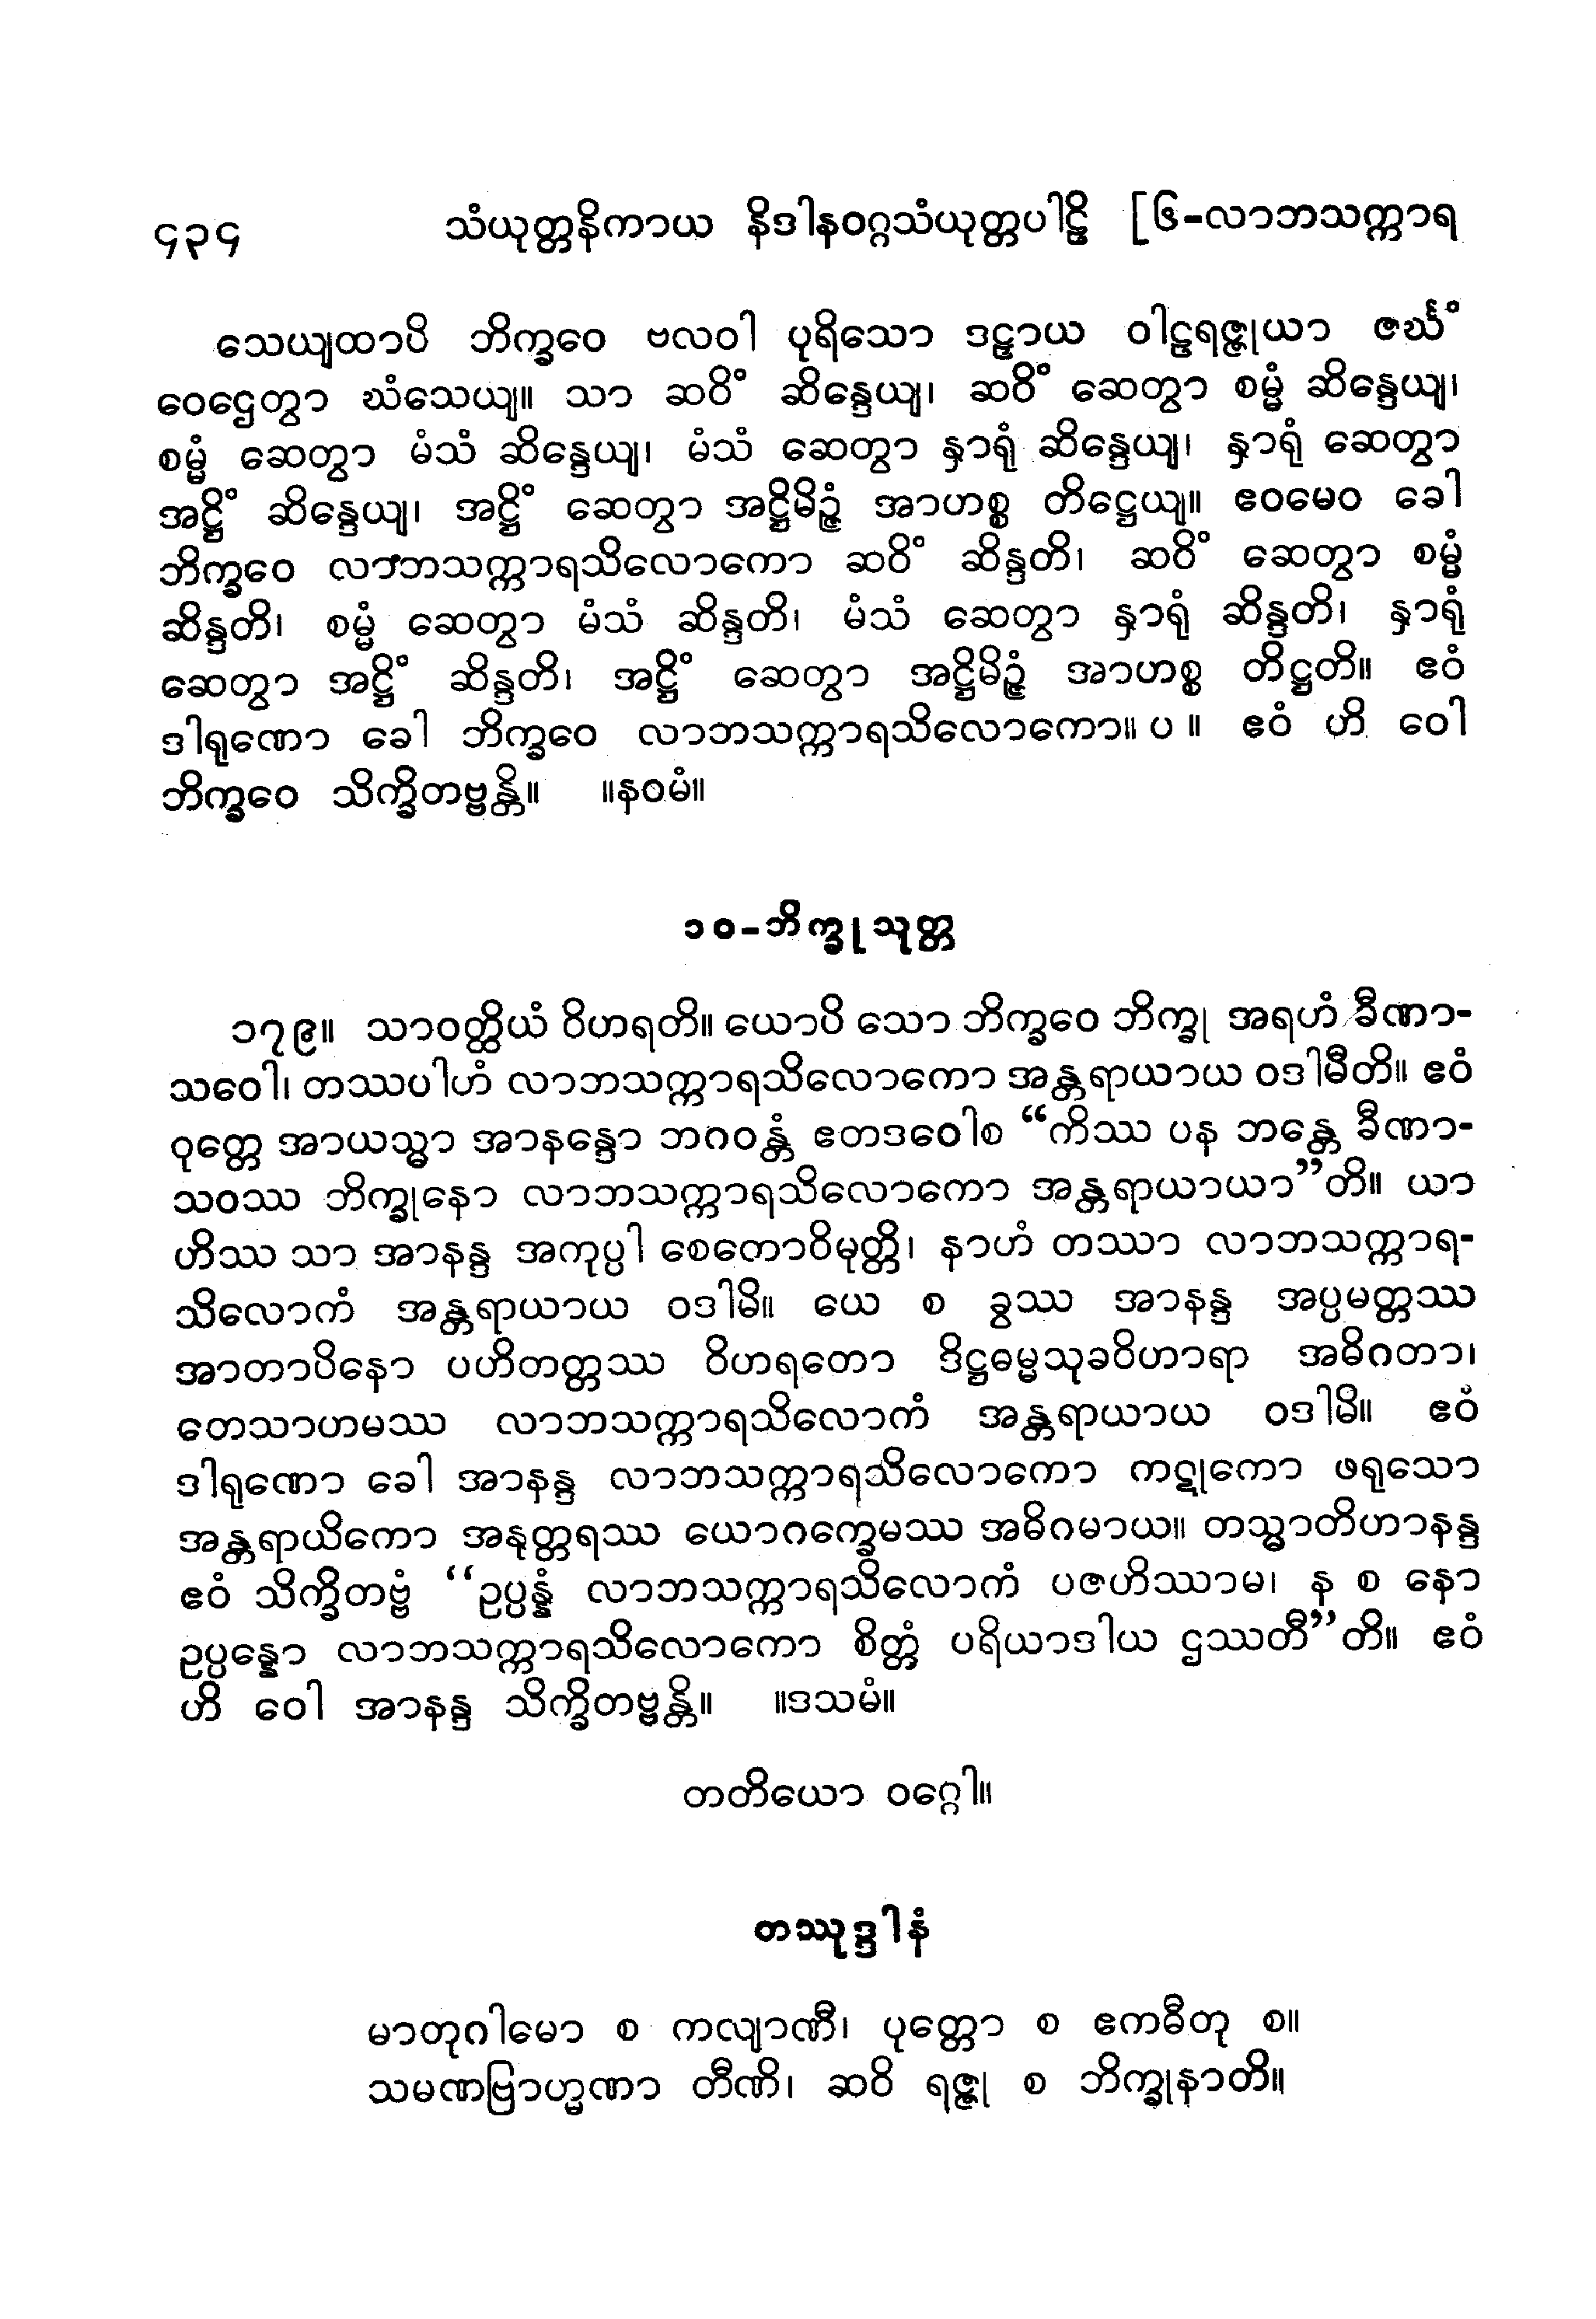 ၄၃၄ သံယုတ္တနိကာယ နိဒါနဝဂ္ဂသံယုတ္တပါဠိ [၆-လာဘသက္ကာရ
သေယျထာပိ ဘိက္ခဝေ ဗလဝါ ပုရိသော ဒဠှာယ ဝါဠရဇ္ဇုယာ ဇင်္ဃံ
ဝေဌေတွာ ဃံသေယျ။ သာ ဆဝိံ ဆိန္ဒေယျ၊ ဆဝိံ ဆေတွာ စမ္မံ ဆိန္ဒေယျ၊
စမ္မံ ဆေတွာ မံသံ ဆိန္ဒေယျ၊ မံသံ ဆေတွာ နှာရုံ ဆိန္ဒေယျ၊ နှာရုံ ဆေတွာ
အဋ္ဌိံ ဆိန္ဒေယျ၊ အဋ္ဌိံ ဆေတွာ အဋ္ဌိမိဉ္ဇံ အာဟစ္စ တိဋ္ဌေယျ။ ဧဝမေဝ ခေါ
ဘိက္ခဝေ လာဘသက္ကာရသိလောကော ဆဝိံ ဆိန္ဒတိ၊ ဆဝိံ ဆေတွာ စမ္မံ
ဆိန္ဒတိ၊ စမ္မံ ဆေတွာ မံသံ ဆိန္ဒတိ၊ မံသံ ဆေတွာ နှာရုံ ဆိန္ဒတိ၊ နှာရုံ
ဆေတွာ အဋ္ဌိံ ဆိန္ဒတိ၊ အဋ္ဌိံ ဆေတွာ အဋ္ဌိမိဉ္ဇံ အာဟစ္စ တိဋ္ဌတိ။ ဧဝံ
ဒါရုဏော ခေါ ဘိက္ခဝေ လာဘသက္ကာရသိလောကော။ ပ ။ ဧဝံ ဟိ ဝေါ
ဘိက္ခဝေ သိက္ခိတဗ္ဗန္တိ။ ။နဝမံ။
၁၀-ဘိက္ခုသုတ္တ
၁၇၉။ သာဝတ္ထိယံ ဝိဟရတိ။ ယောပိ သော ဘိက္ခဝေ ဘိက္ခု အရဟံ ခီဏာ-
သဝေါ၊ တဿပါဟံ လာဘသက္ကာရသိလောကော အန္တရာယာယ ဝဒါမီတိ။ ဧဝံ
ဝုတ္တေ အာယသ္မာ အာနန္ဒော ဘဂဝန္တံ ဧတဒဝေါစ “ကိဿ ပန ဘန္တေ ခီဏာ-
သဝဿ ဘိက္ခုနော လာဘသက္ကာရသိလောကော အန္တရာယာယာ”တိ။ ယာ
ဟိဿ သာ အာနန္ဒ အကုပ္ပါ စေတောဝိမုတ္တိ၊ နာဟံ တဿာ လာဘသက္ကာရ-
သိလောကံ အန္တရာယာယ ဝဒါမိ။ ယေ စ ခွဿ အာနန္ဒ အပ္ပမတ္တဿ
အာတာပိနော ပဟိတတ္တဿ ဝိဟရတော ဒိဋ္ဌဓမ္မသုခဝိဟာရာ အဓိဂတာ၊
တေသာဟမဿ လာဘသက္ကာရသိလောကံ အန္တရာယာယ ဝဒါမိ။ ဧဝံ
ဒါရုဏော ခေါ အာနန္ဒ လာဘသက္ကာရသိလောကော ကဋုကော ဖရုသော
အန္တရာယိကော အနုတ္တရဿ ယောဂက္ခေမဿ အဓိဂမာယ။ တသ္မာတိဟာနန္ဒ
ဧဝံ သိက္ခိတဗ္ဗံ “ဥပ္ပန္နံ လာဘသက္ကာရသိလောကံ ပဇဟိဿာမ၊ န စ နော
ဥပ္ပန္နော လာဘသက္ကာရသိလောကော စိတ္တံ ပရိယာဒါယ ဌဿတီ”တိ။ ဧဝံ
ဟိ ဝေါ အာနန္ဒ သိက္ခိတဗ္ဗန္တိ။ ။ဒသမံ။
တတိယော ဝဂ္ဂေါ။
တဿုဒ္ဒါနံ
မာတုဂါမော စ ကလျာဏီ၊ ပုတ္တော စ ဧကဓီတု စ။
သမဏဗြာဟ္မဏာ တီဏိ၊ ဆဝိ ရဇ္ဇု စ ဘိက္ခုနာတိ။